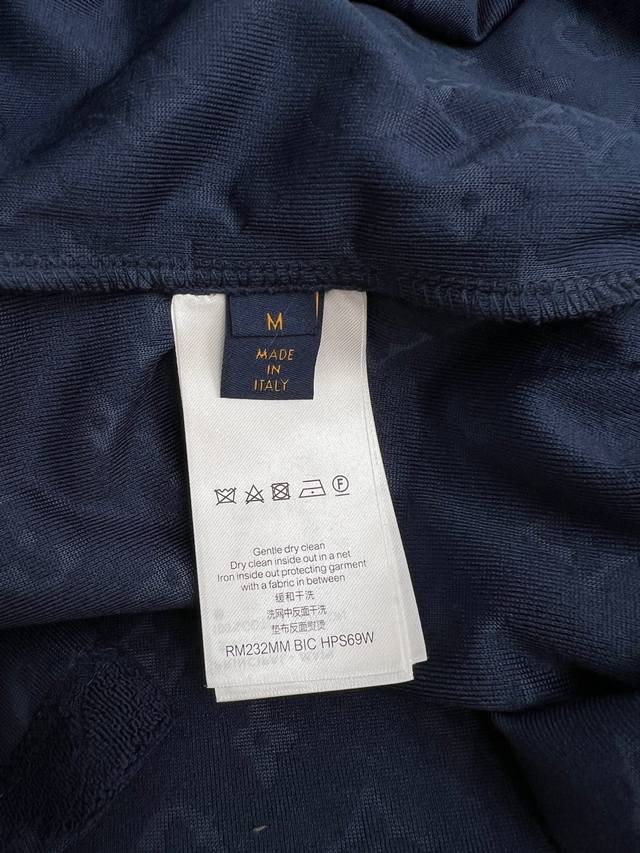 M
MADE
IN
ITALY
F
Gentle dry clean
Dry clean inside out in a net
Iron inside out protecting garment
with a fabric in between
缓和干洗
洗网中反面干洗
垫布反面熨烫
RM232MM BIC HPS69W